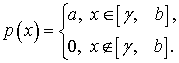 p(x) = { a, x ∈ [γ, b],
0, x ∉ [γ, b].